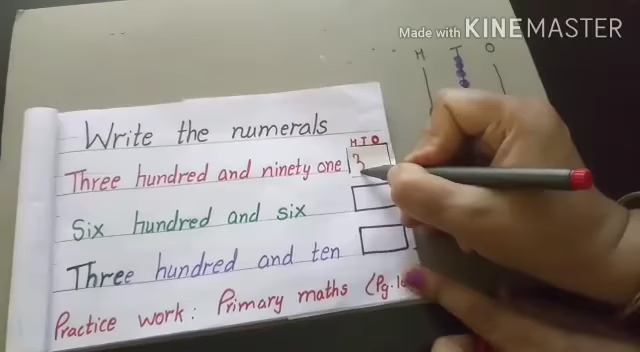 Made with KINEMASTER
H T O
Write the numerals
H T O
Three hundred and ninety one 3
Six hundred and six
Three hundred and ten
Practice work: Primary maths (Pg.